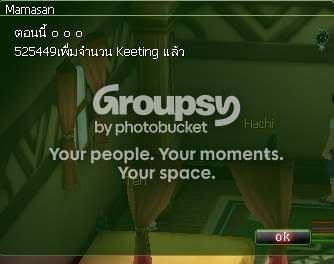 Mamasan
ตอนนี้ ๐ ๐ ๐
525449เพิ่มจำนวน Keeting แล้ว
Groupsy
by photobucket
Hachi
Your people. Your moments.
Your space.
ok